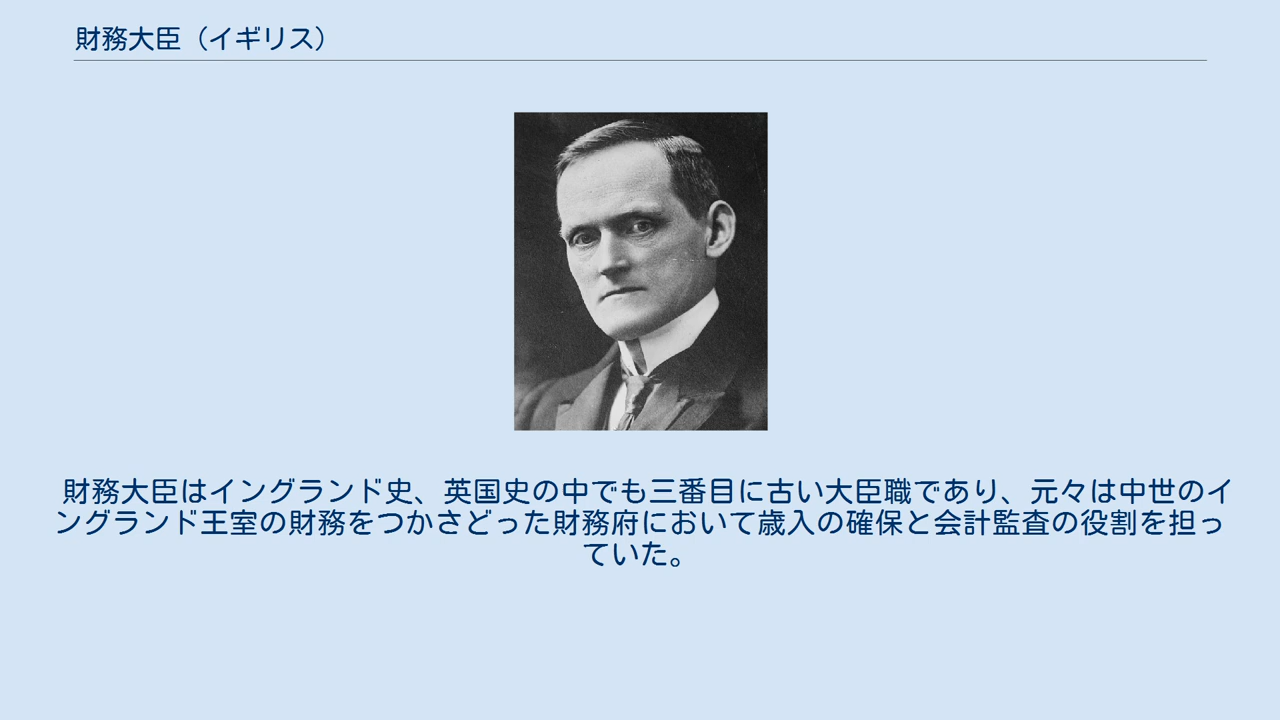 財務大臣（イギリス）
財務大臣はイングランド史、英国史の中でも三番目に古い大臣職であり、元々は中世のイ
ングランド王室の財務をつかさどった財務府において歳入の確保と会計監査の役割を担っ
ていた。